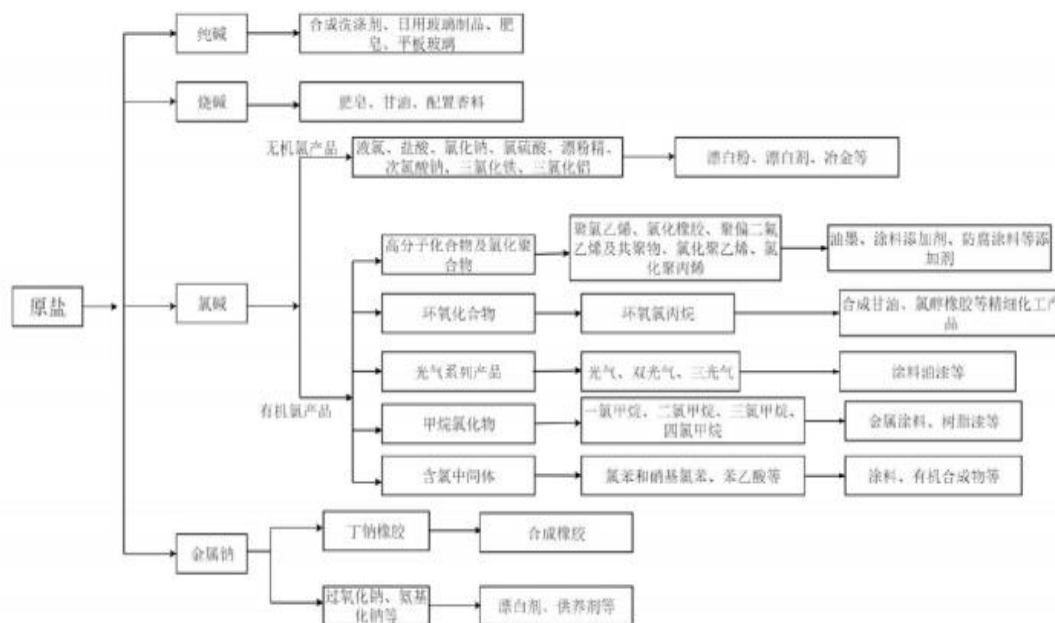 纯碱
合成洗涤剂、日用玻璃制品、肥
皂、平板玻璃
烧碱
肥皂、甘油、配置香料
无机氯产品
液氯、盐酸、氯化钠、氯硫酸、漂粉精、
次氯酸钠、三氯化铁、三氯化铝
漂白粉、漂白剂、冶金等
高分子化合物及氯化聚
合物
聚氯乙烯、氯化橡胶、聚偏二氯
乙烯及共聚物、氯化聚乙烯、氯
化聚丙烯
油墨、涂料添加剂、防腐涂料等添
加剂
原盐
氯碱
环氧化合物
环氧氯丙烷
合成甘油、氯醇橡胶等精细化工产
品
光气系列产品
光气、双光气、三光气
涂料油漆等
有机氯产品
甲烷氯化物
一氯甲烷、二氯甲烷、三氯甲烷、
四氯甲烷
金属涂料、树脂漆等
含氯中间体
氯苯和硝基氯苯、苯乙酸等
涂料、有机合成物等
金属钠
丁钠橡胶
合成橡胶
过氧化钠、氨基
化钠等
漂白剂、供养剂等